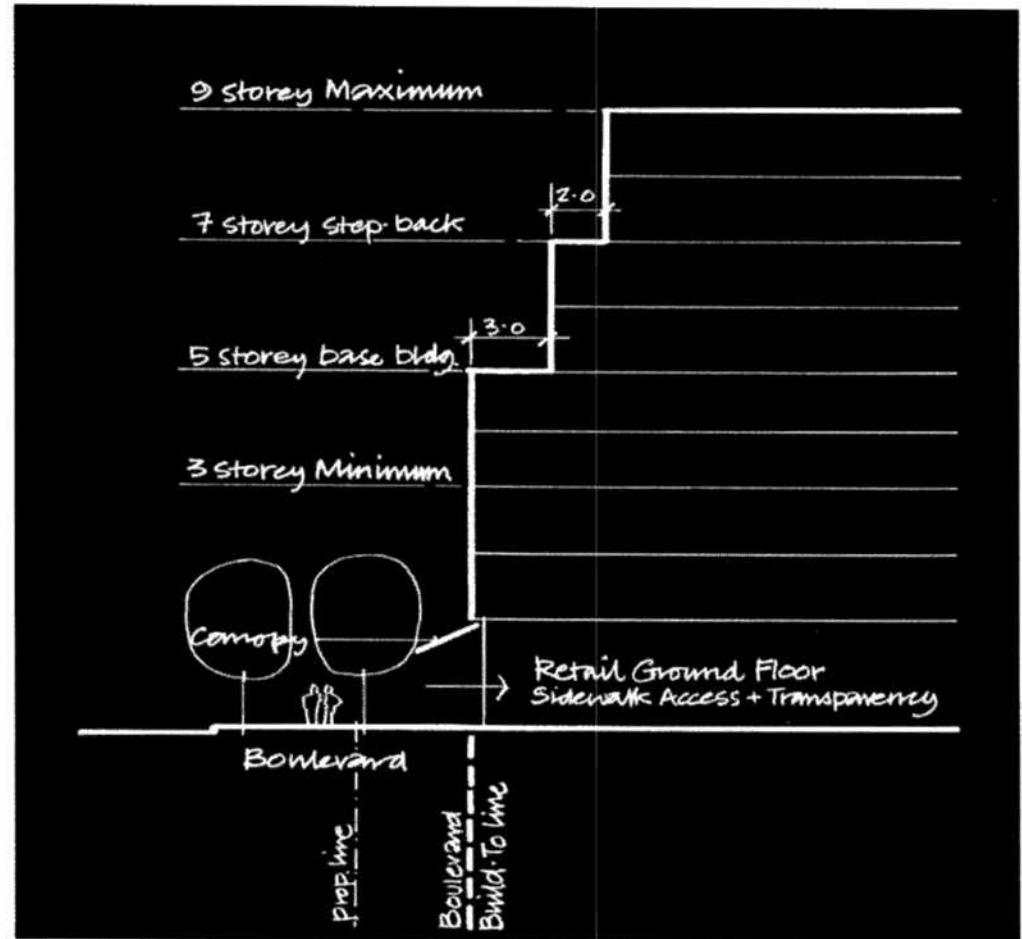 9 storey Maximum
2.0
7 storey step-back
3.0
5 storey base bldg.
3 storey Minimum
Canopy
Retail Ground Floor
Sidewalk Access + Transparency
Boulevard
prop. line
Boulevard
Build-To line